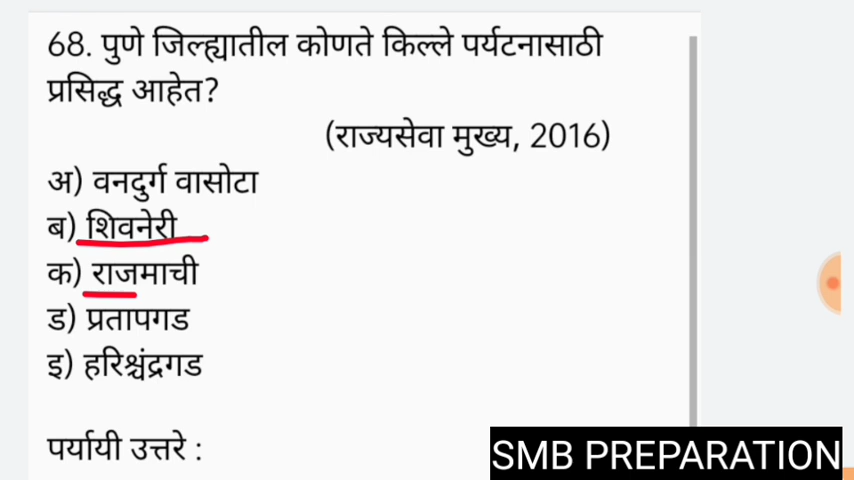 68. पुणे जिल्ह्यातील कोणते किल्ले पर्यटनासाठी
प्रसिद्ध आहेत?
(राज्यसेवा मुख्य, 2016)
अ) वनदुर्ग वासोटा
ब) शिवनेरी
क) राजमाची
ड) प्रतापगड
इ) हरिश्चंद्रगड
पर्यायी उत्तरे :
SMB PREPARATION